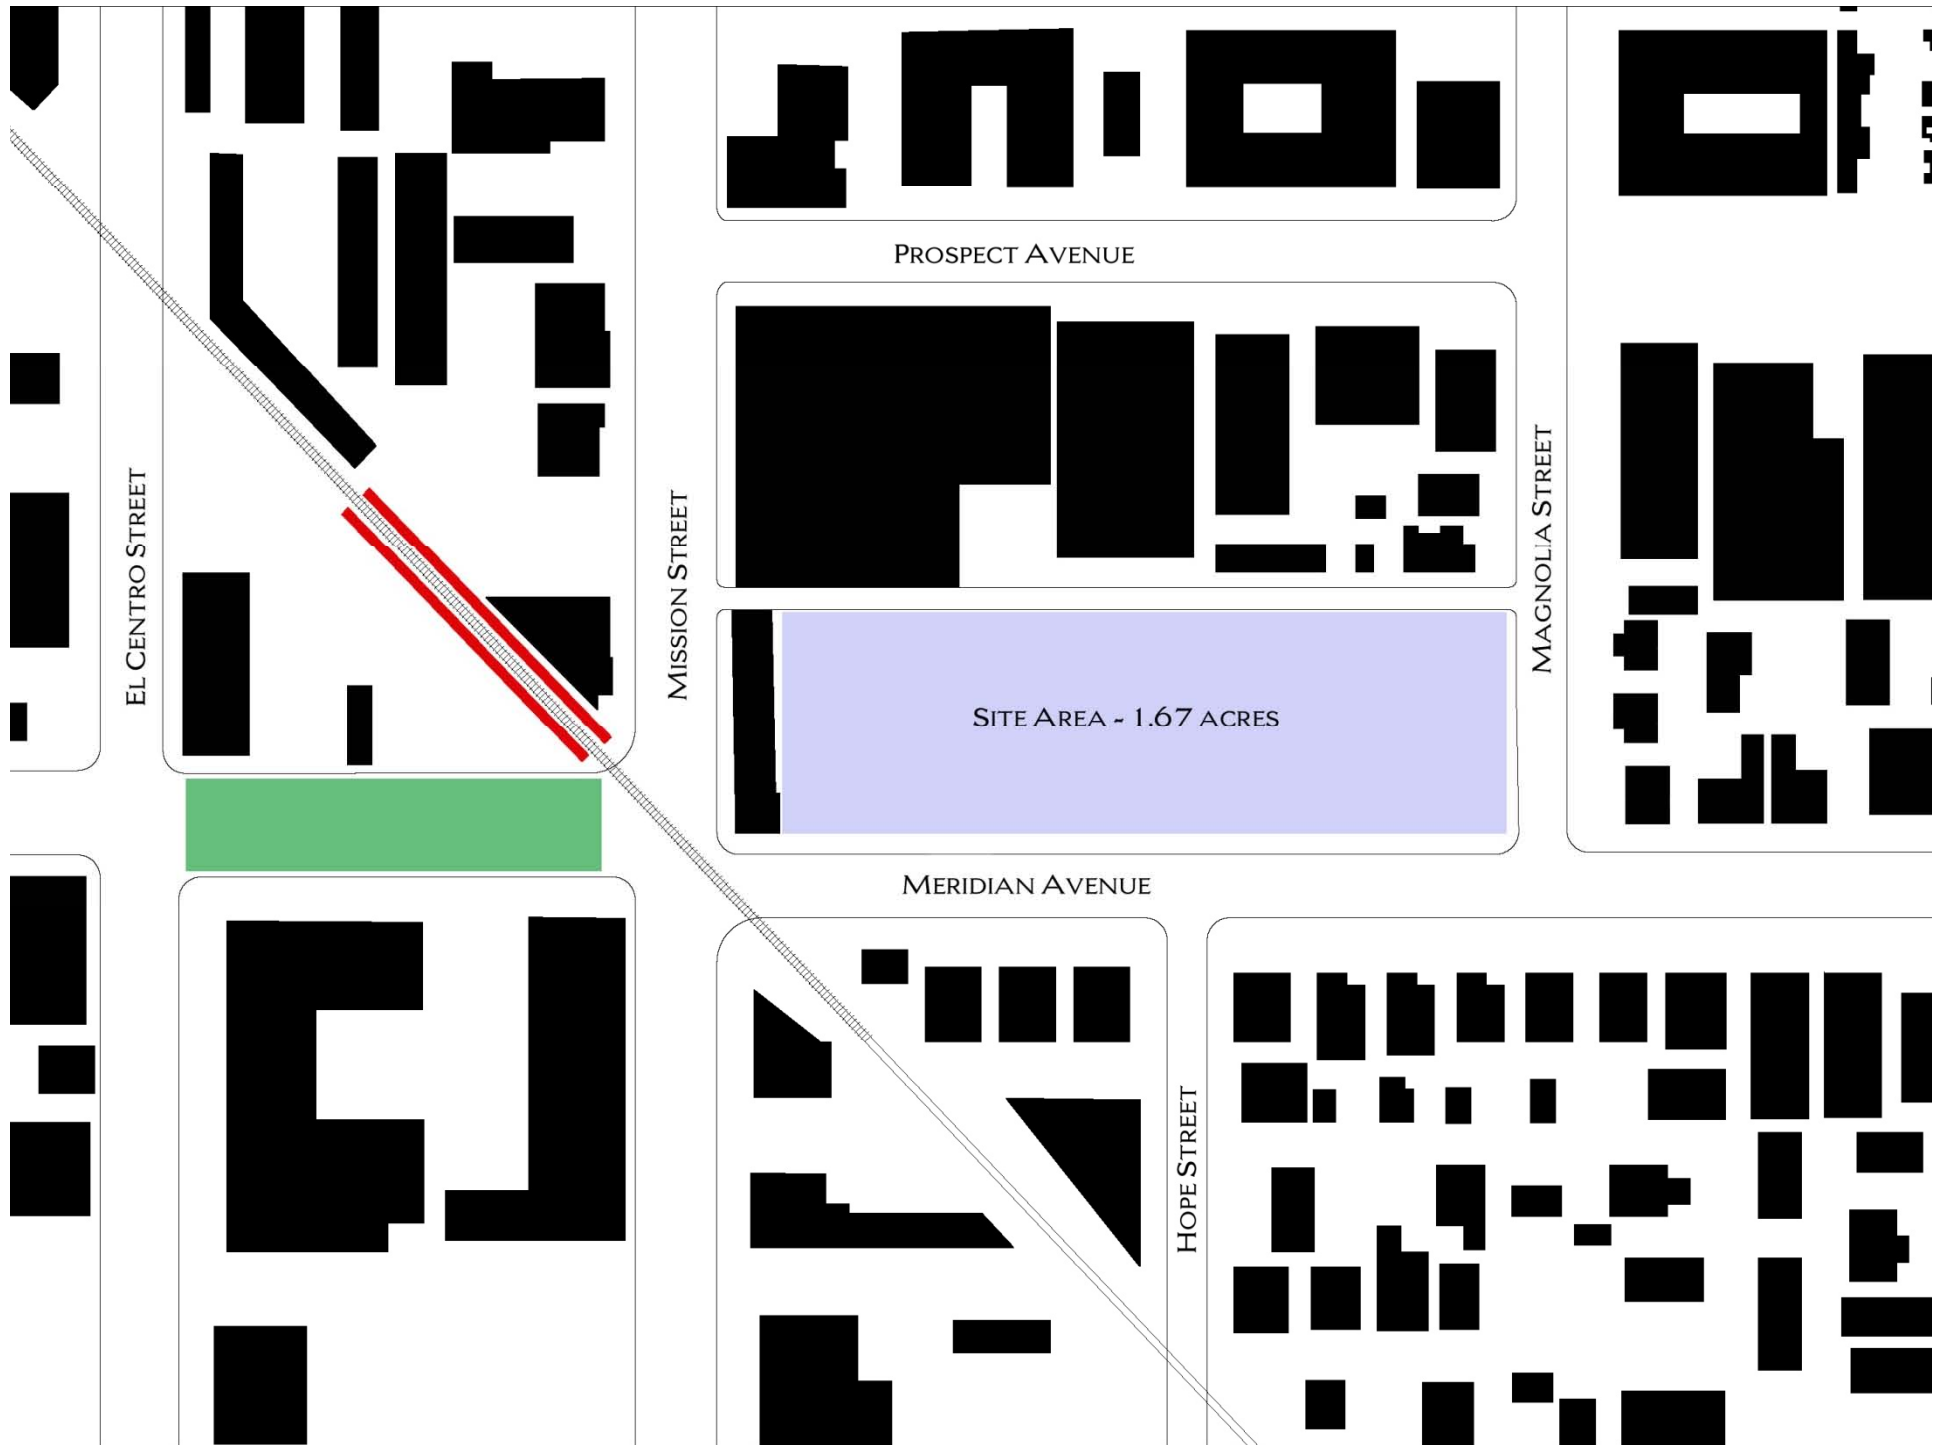 PROSPECT AVENUE
EL CENTRO STREET
MISSION STREET
MAGNOLIA STREET
SITE AREA - 1.67 ACRES
MERIDIAN AVENUE
HOPE STREET